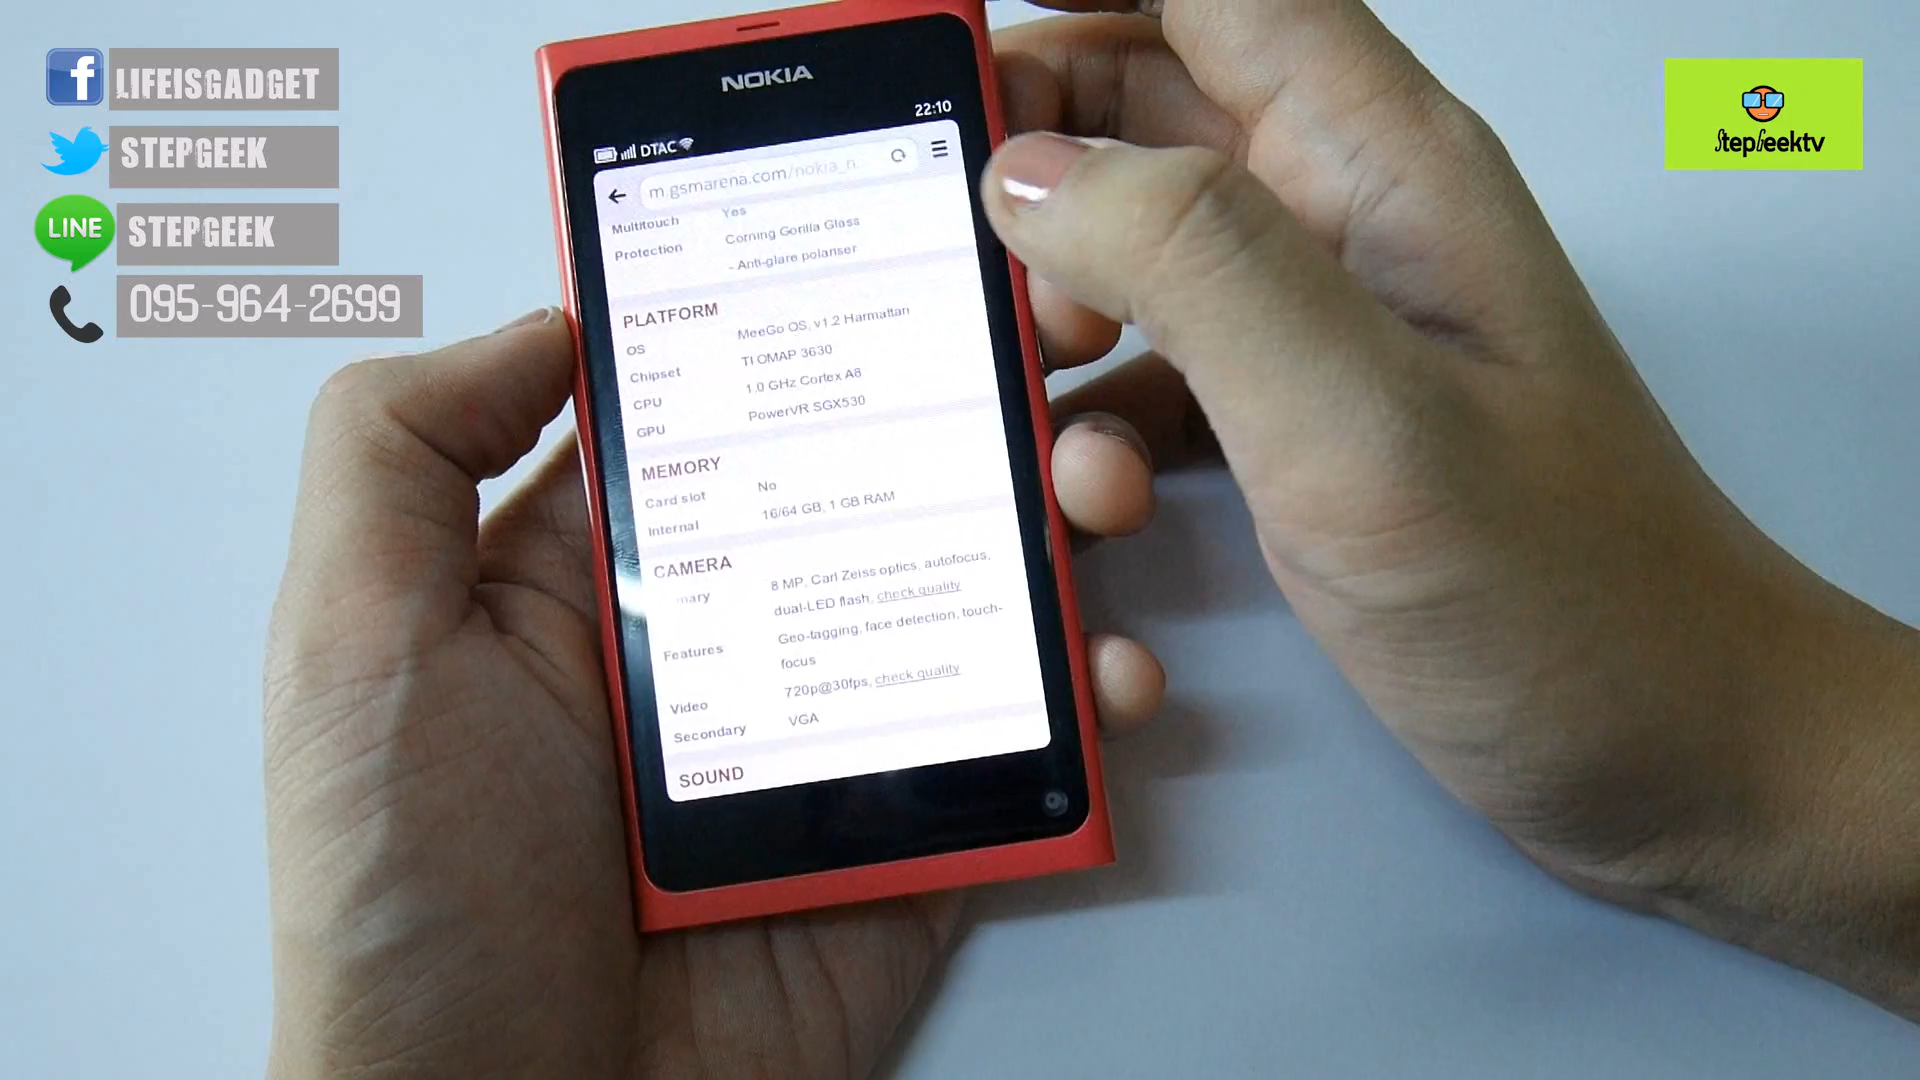 f LIFEISGADGET
STEPGEEK
LINE STEPGEEK
095-964-2699
StepGeektv
NOKIA
22:10
DTAC
m.gsmarena.com/nokia_n.
Multitouch Yes
Protection Corning Gorilla Glass
- Anti-glare polariser
PLATFORM
OS MeeGo OS, v1.2 Harmattan
Chipset TI OMAP 3630
CPU 1.0 GHz Cortex A8
GPU PowerVR SGX530
MEMORY
Card slot No
Internal 16/64 GB, 1 GB RAM
CAMERA
8 MP, Carl Zeiss optics, autofocus,
dual-LED flash, check quality
Features Geo-tagging, face detection, touch-
focus
Video 720p@30fps, check quality
Secondary VGA
SOUND